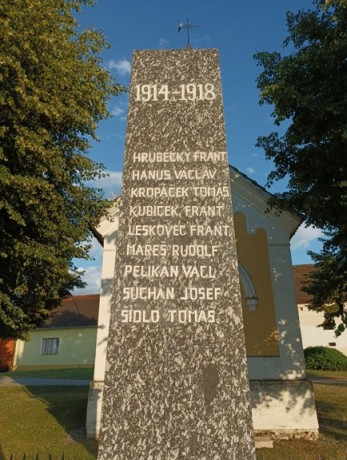 1914-1918
HRUBECKÝ FRANT.
HANUS VÁCLAV
KROPÁČEK TOMÁŠ
KUBIČEK. FRANT.
LESKOVEC FRANT.
MAREŠ RUDOLF
PELIKÁN VÁCL.
SUCHAN JOSEF
SÍDLO TOMÁŠ.